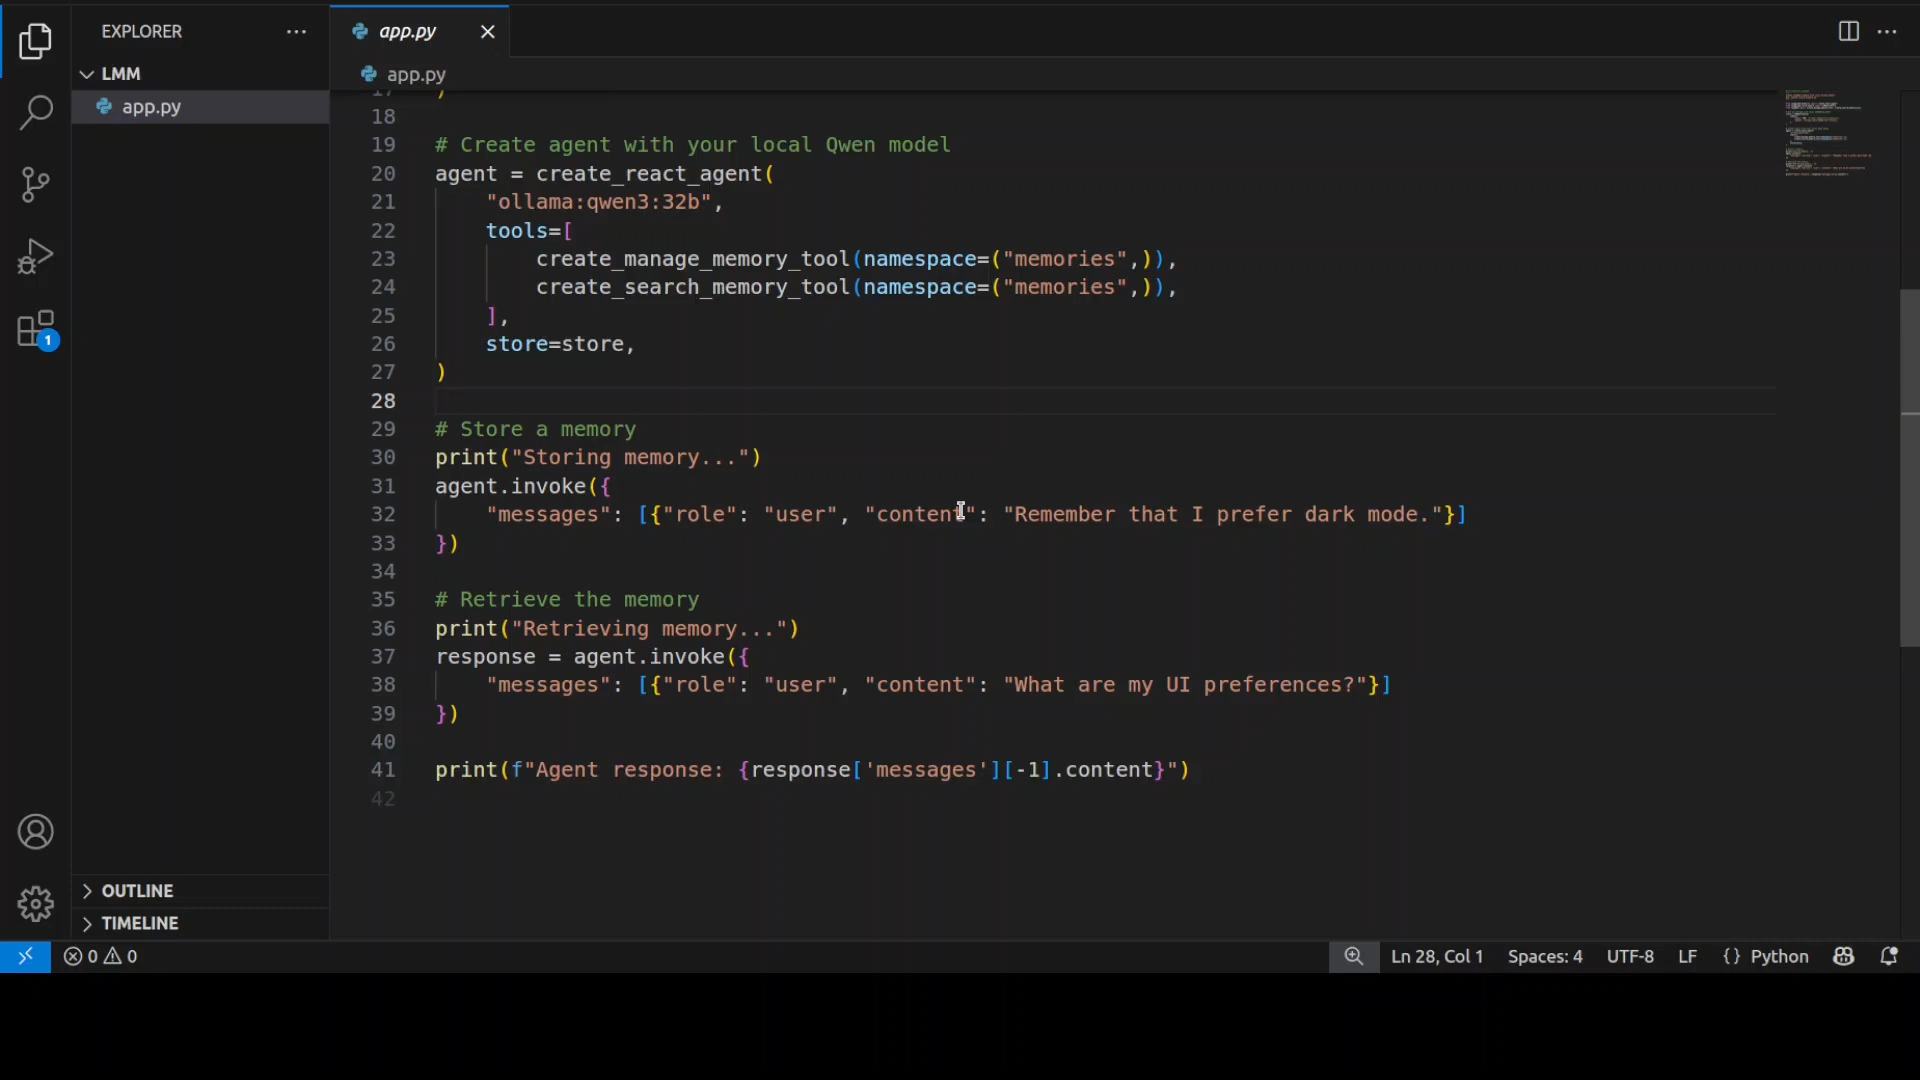 EXPLORER
LMM
app.py
OUTLINE
TIMELINE
app.py
app.py
17 )
18
19 # Create agent with your local Qwen model
20 agent = create_react_agent(
21 "ollama:qwen3:32b",
22 tools=[
23 create_manage_memory_tool(namespace=("memories",)),
24 create_search_memory_tool(namespace=("memories",)),
25 ],
26 store=store,
27 )
28
29 # Store a memory
30 print("Storing memory...")
31 agent.invoke({
32 "messages": [{"role": "user", "content": "Remember that I prefer dark mode."}]
33 })
34
35 # Retrieve the memory
36 print("Retrieving memory...")
37 response = agent.invoke({
38 "messages": [{"role": "user", "content": "What are my UI preferences?"}]
39 })
40
41 print(f"Agent response: {response['messages'][-1].content}")
42
1
0 0
Ln 28, Col 1 Spaces: 4 UTF-8 LF {} Python